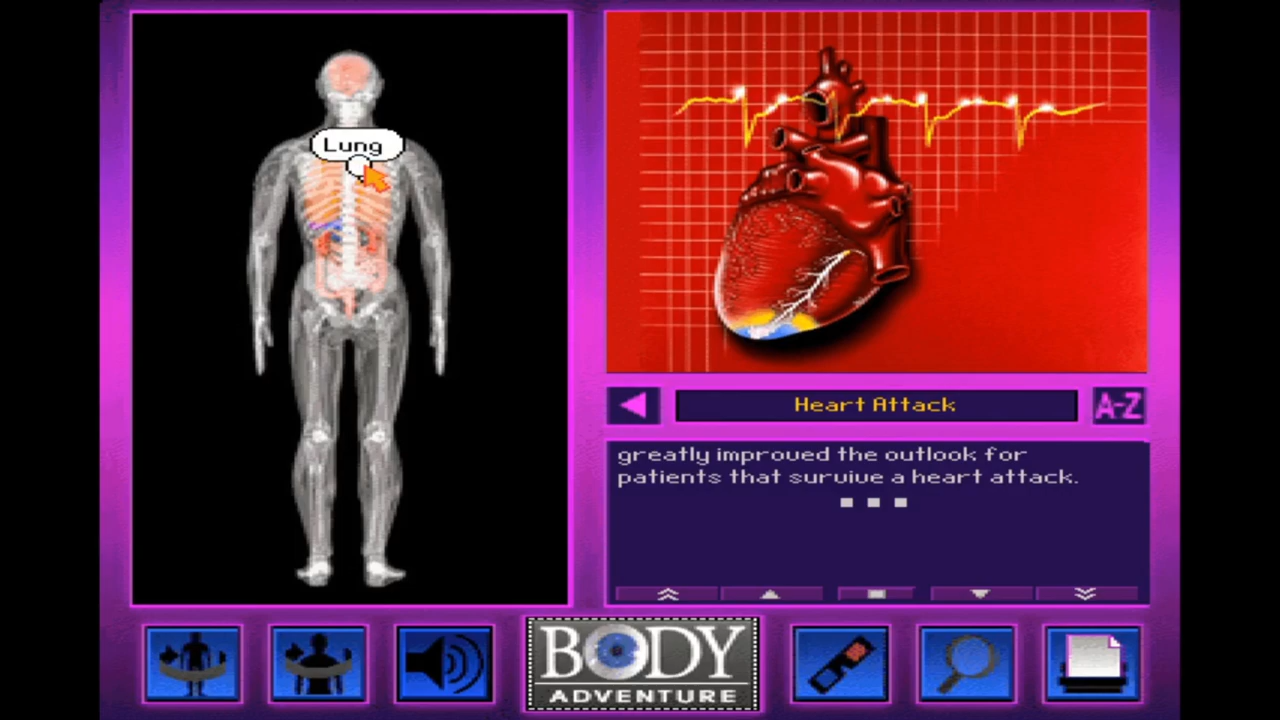 Lung
Heart Attack
A-Z
greatly improved the outlook for
patients that survive a heart attack.
BODY
ADVENTURE